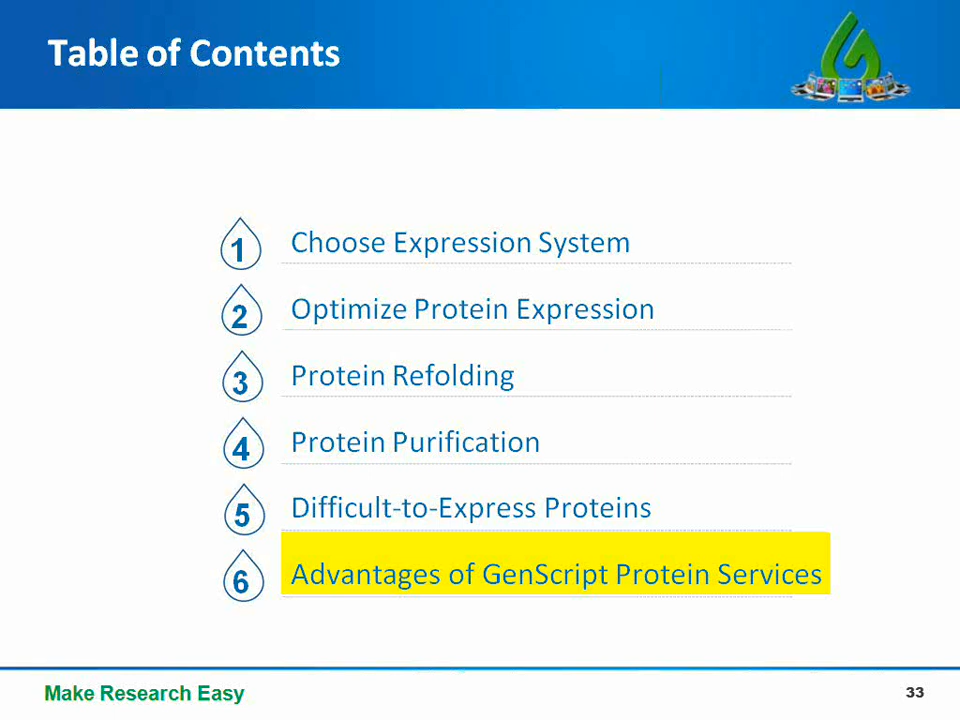 Table of Contents
1 Choose Expression System
2 Optimize Protein Expression
3 Protein Refolding
4 Protein Purification
5 Difficult-to-Express Proteins
6 Advantages of GenScript Protein Services
Make Research Easy
33